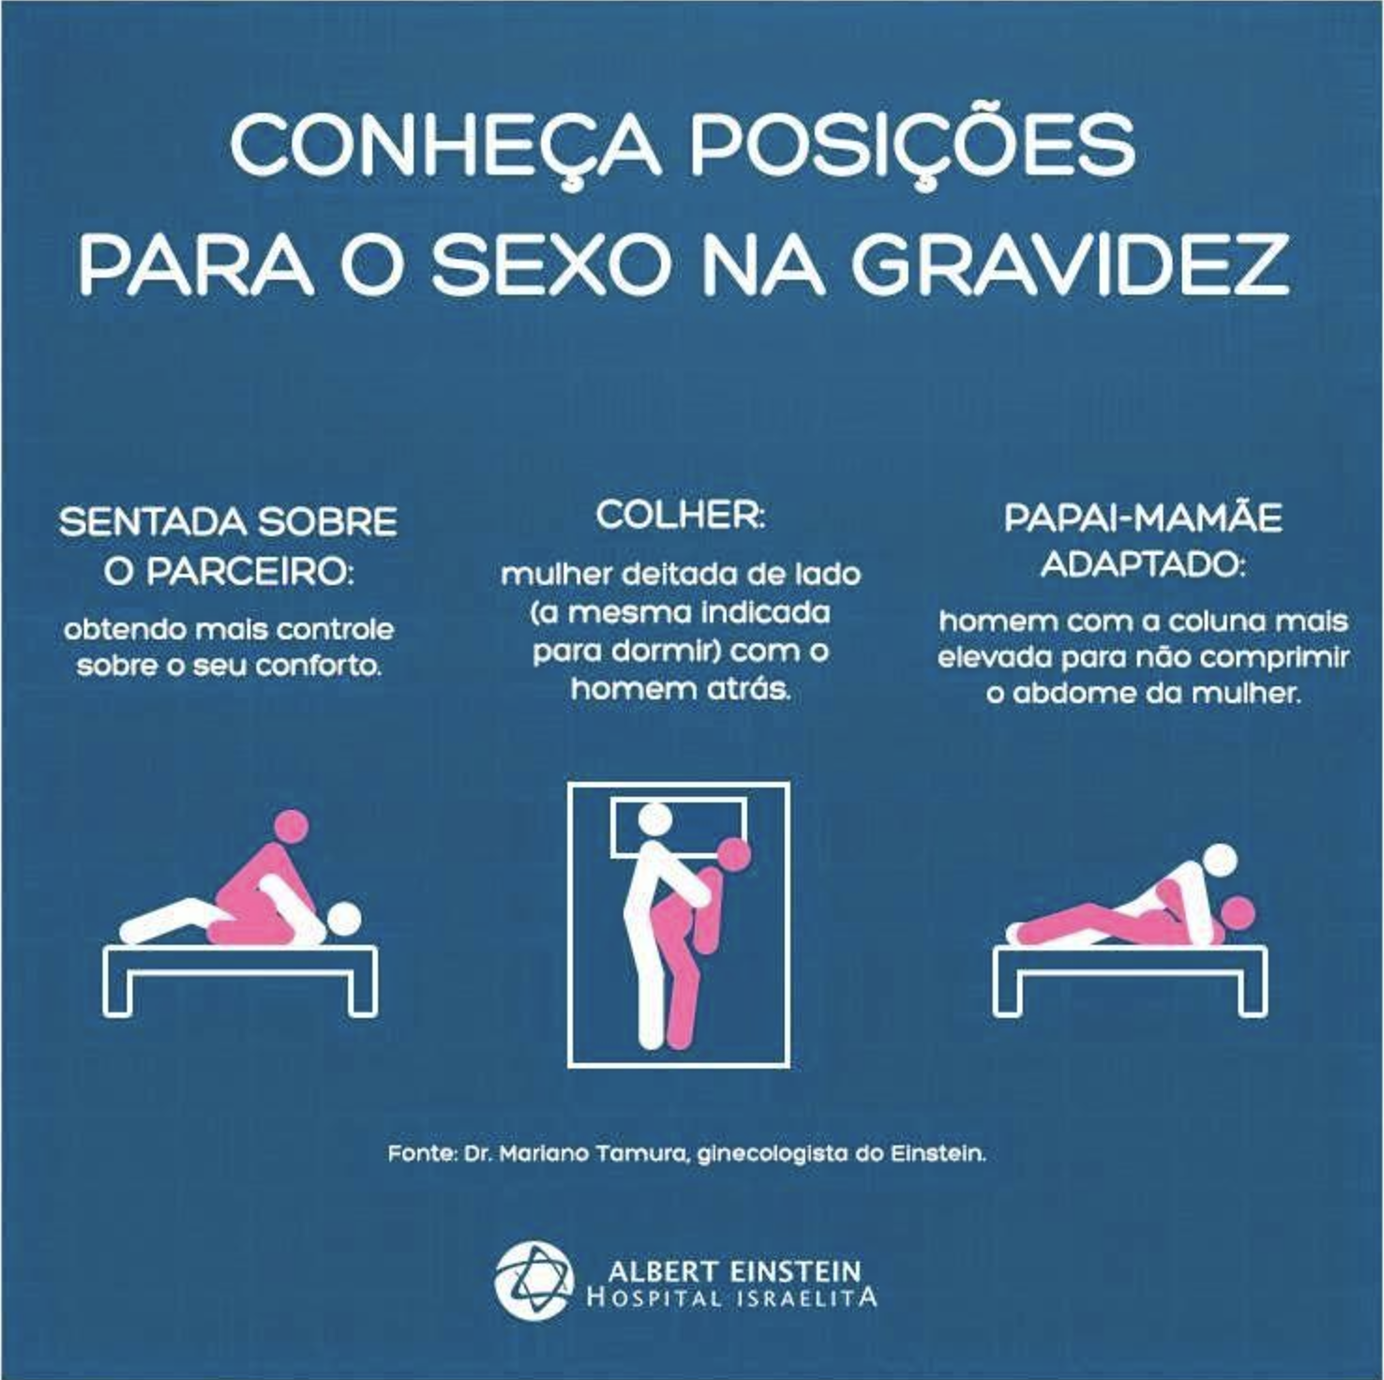 CONHEÇA POSIÇÕES
PARA O SEXO NA GRAVIDEZ
SENTADA SOBRE
O PARCEIRO:
obtendo mais controle
sobre o seu conforto.
COLHER:
mulher deitada de lado
(a mesma indicada
para dormir) com o
homem atrás.
PAPAI-MAMÃE
ADAPTADO:
homem com a coluna mais
elevada para não comprimir
o abdome da mulher.
Fonte: Dr. Mariano Tamura, ginecologista do Einstein.
ALBERT EINSTEIN
HOSPITAL ISRAELITA